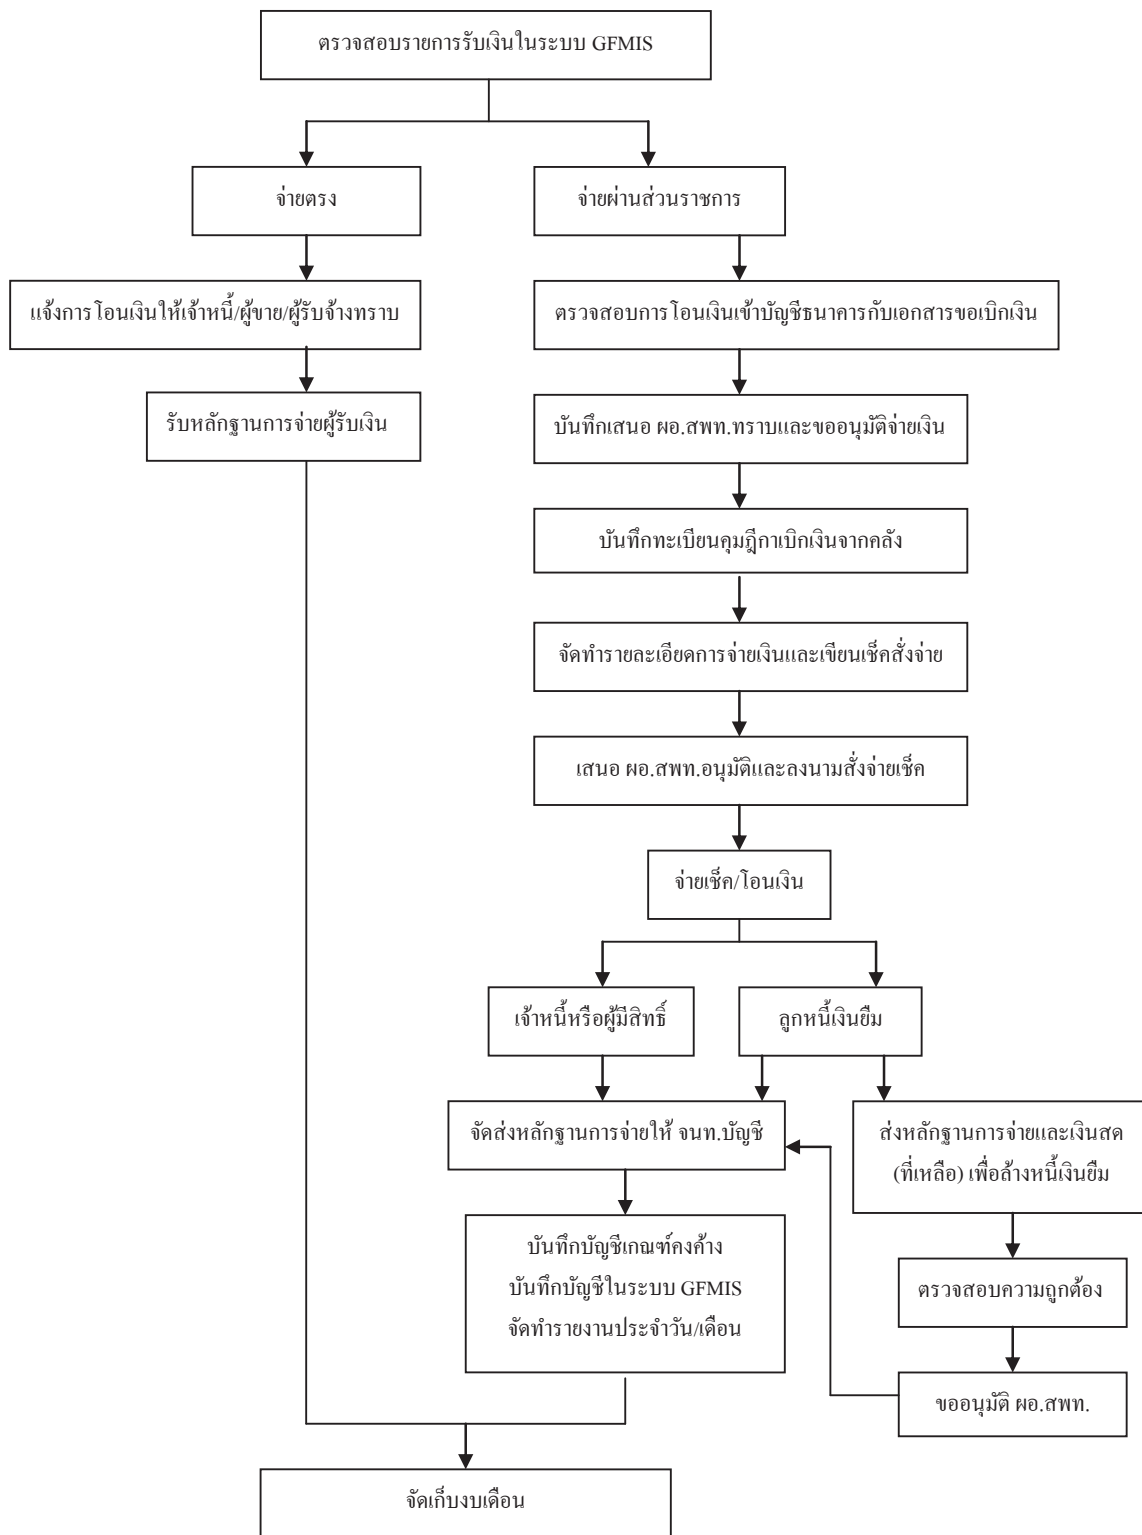 ตรวจสอบรายการรับเงินในระบบ GFMIS
จ่ายตรง
จ่ายผ่านส่วนราชการ
แจ้งการโอนเงินให้เจ้าหนี้/ผู้ขาย/ผู้รับจ้างทราบ
ตรวจสอบการโอนเงินเข้าบัญชีธนาคารกับเอกสารขอเบิกเงิน
รับหลักฐานการจ่ายผู้รับเงิน
บันทึกเสนอ ผอ.สพท.ทราบและขออนุมัติจ่ายเงิน
บันทึกทะเบียนคุมฎีกาเบิกเงินจากคลัง
จัดทำรายละเอียดการจ่ายเงินและเขียนเช็คสั่งจ่าย
เสนอ ผอ.สพท.อนุมัติและลงนามสั่งจ่ายเช็ค
จ่ายเช็ค/โอนเงิน
เจ้าหนี้หรือผู้มีสิทธิ์
ลูกหนี้เงินยืม
จัดส่งหลักฐานการจ่ายให้ จนท.บัญชี
ส่งหลักฐานการจ่ายและเงินสด
(ที่เหลือ) เพื่อล้างหนี้เงินยืม
บันทึกบัญชีเกณฑ์คงค้าง
บันทึกบัญชีในระบบ GFMIS
จัดทำรายงานประจำวัน/เดือน
ตรวจสอบความถูกต้อง
ขออนุมัติ ผอ.สพท.
จัดเก็บงบเดือน